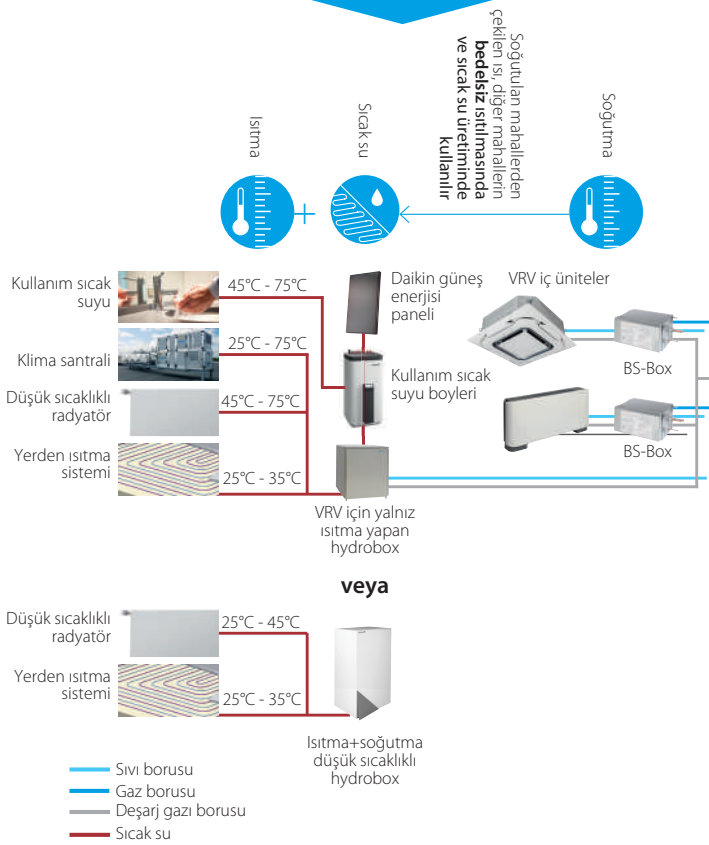 Isıtma
Sıcak su
Soğutulan mahallerden
çekilen ısı, diğer mahallerin
bedelsiz ısıtılmasında
ve sıcak su üretiminde
kullanılır
Soğutma
Kullanım sıcak
suyu
45°C - 75°C
Daikin güneş
enerjisi
paneli
VRV iç üniteler
Klima santrali
25°C - 75°C
BS-Box
Kullanım sıcak
suyu boyleri
Düşük sıcaklıklı
radyatör
45°C - 75°C
Yerden ısıtma
sistemi
25°C - 35°C
BS-Box
VRV için yalnız
ısıtma yapan
hydrobox
veya
Düşük sıcaklıklı
radyatör
25°C - 45°C
Yerden ısıtma
sistemi
25°C - 35°C
Isıtma+soğutma
düşük sıcaklıklı
hydrobox
Sıvı borusu
Gaz borusu
Deşarj gazı borusu
Sıcak su